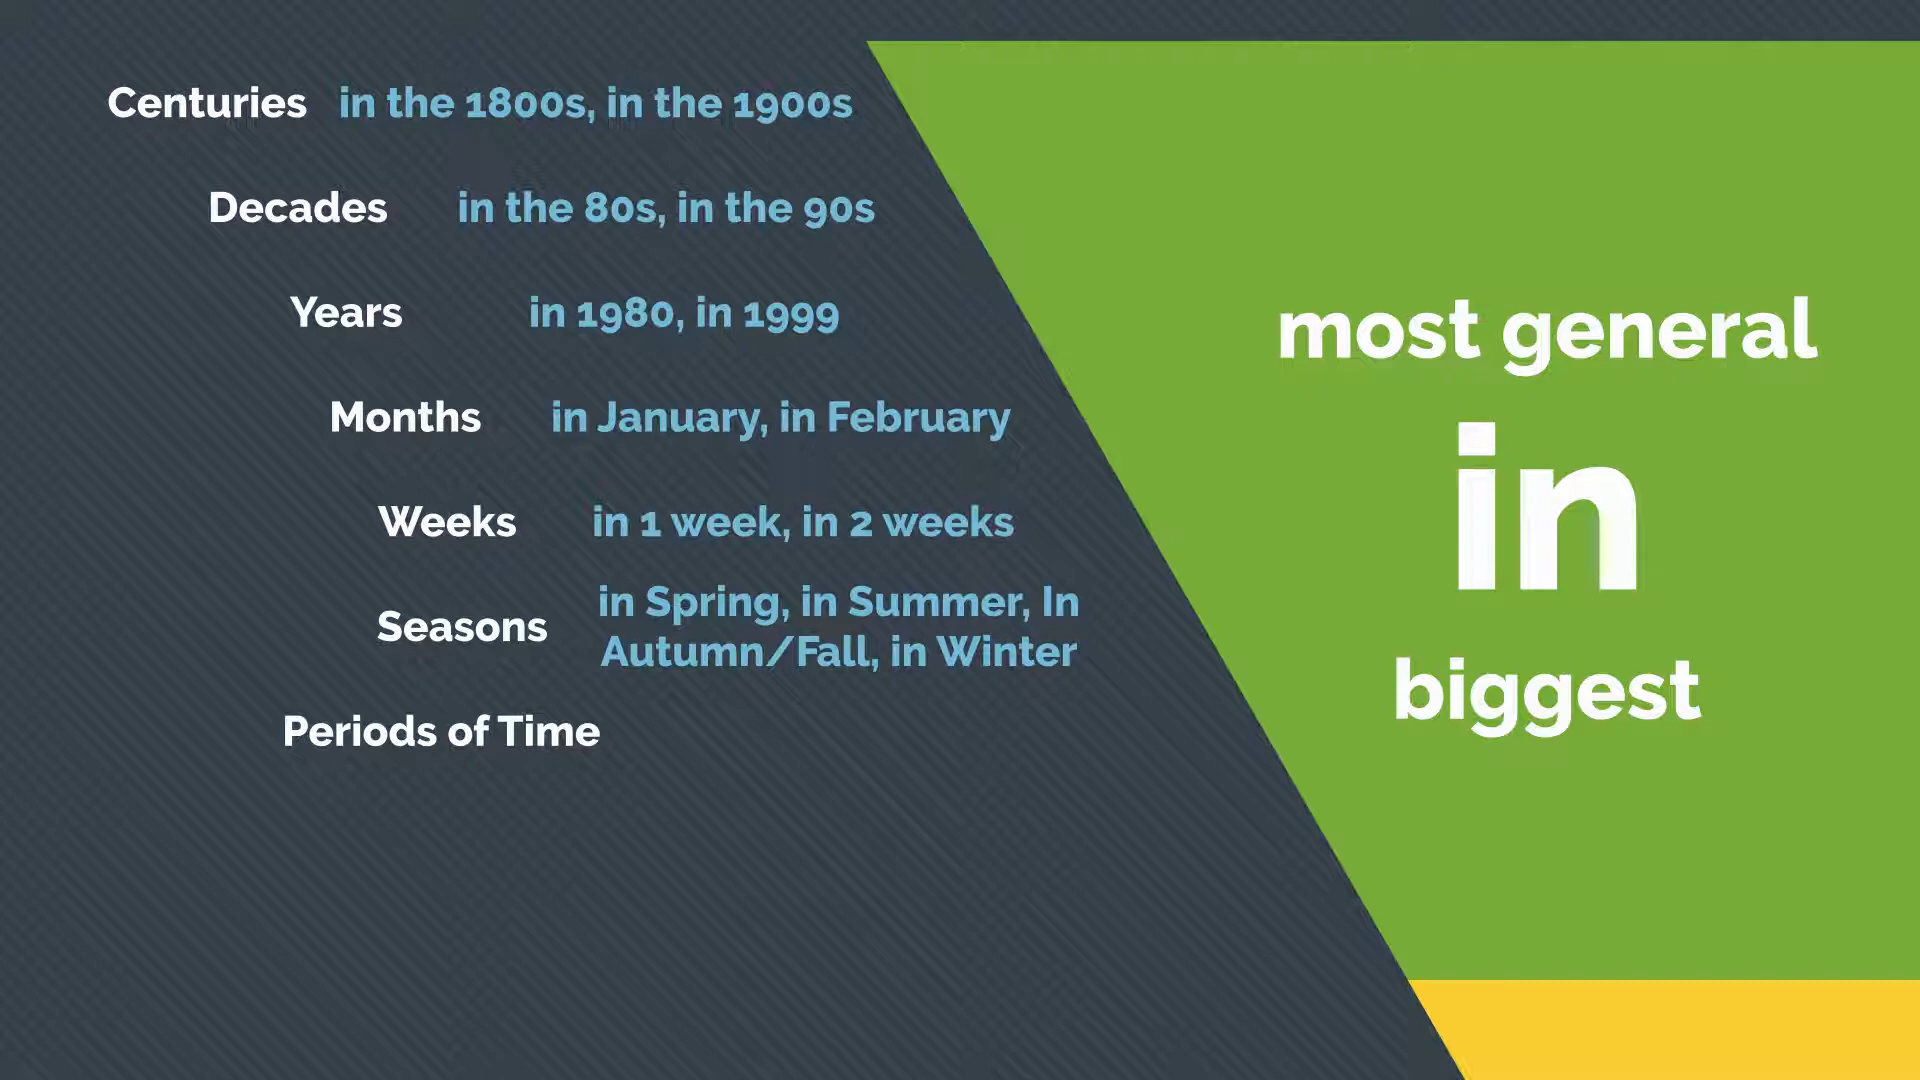 Centuries in the 1800s, in the 1900s
Decades in the 80s, in the 90s
Years in 1980, in 1999
Months in January, in February
Weeks in 1 week, in 2 weeks
Seasons in Spring, in Summer, In
Autumn/Fall, in Winter
Periods of Time
most general
in
biggest